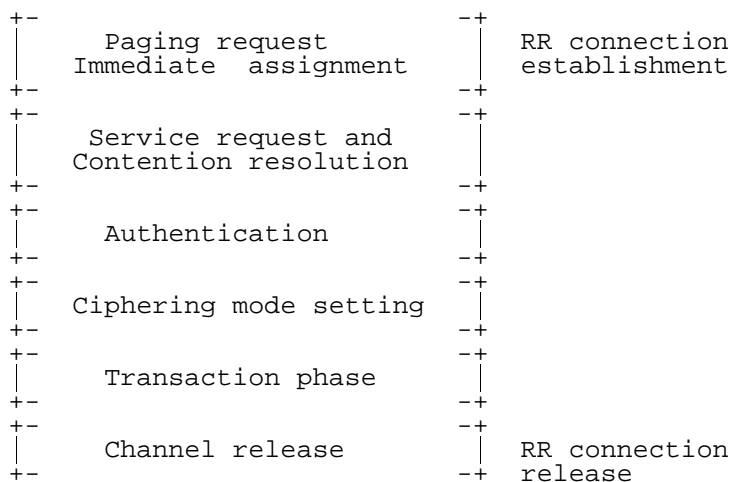 +- -+
Paging request RR connection
Immediate assignment establishment
+- -+
+- -+
Service request and
Contention resolution
+- -+
+- -+
Authentication
+- -+
+- -+
Ciphering mode setting
+- -+
+- -+
Transaction phase
+- -+
+- -+
Channel release RR connection
+- -+ release